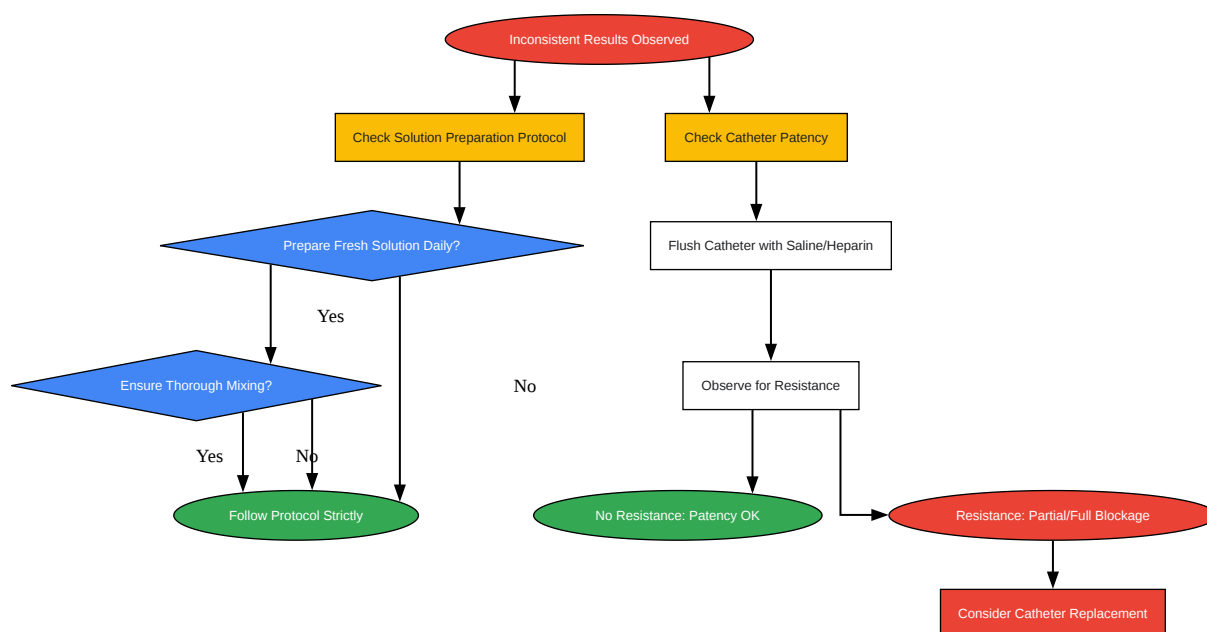 Inconsistent Results Observed
Check Solution Preparation Protocol
Check Catheter Patency
Prepare Fresh Solution Daily?
Flush Catheter with Saline/Heparin
Yes
Ensure Thorough Mixing?
No
Observe for Resistance
Yes
No
Follow Protocol Strictly
No Resistance: Patency OK
Resistance: Partial/Full Blockage
Consider Catheter Replacement